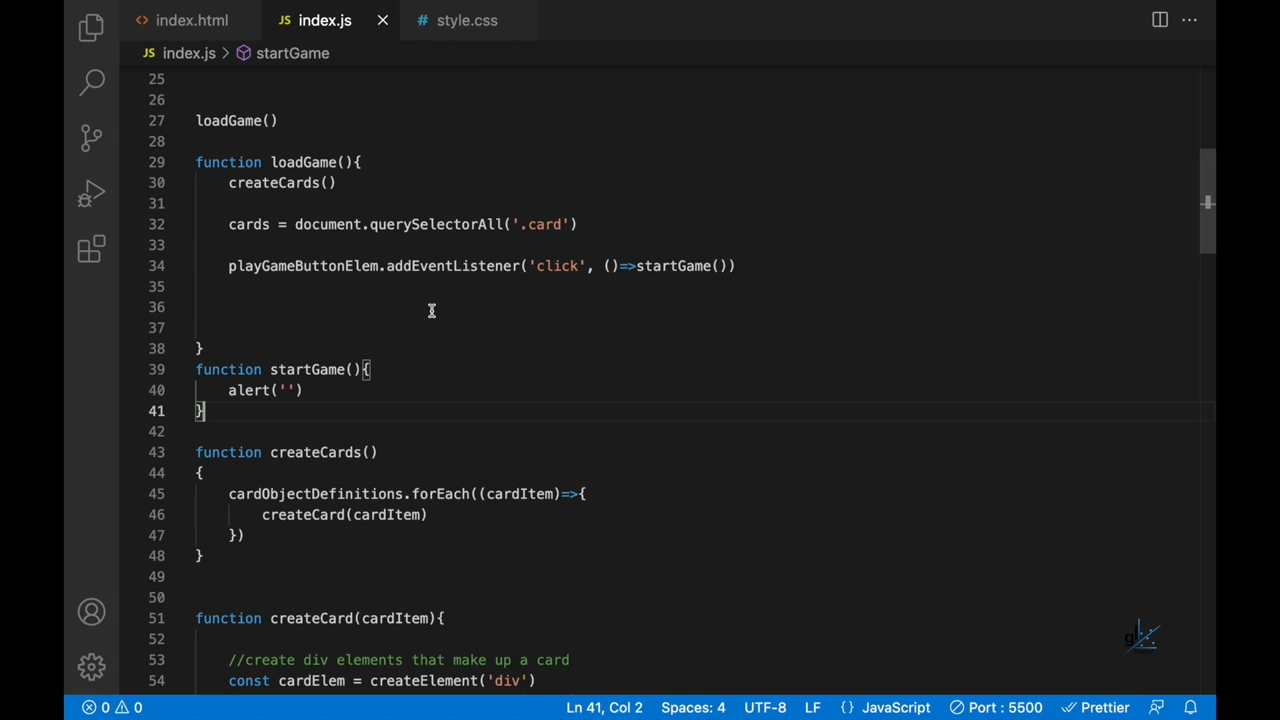 index.html
JS index.js
# style.css
JS index.js > startGame
25
26
27 loadGame()
28
29 function loadGame(){
30 createCards()
31
32 cards = document.querySelectorAll('.card')
33
34 playGameButtonElem.addEventListener('click', ()=>startGame())
35
36
37
38 }
39 function startGame(){
40 alert('')
41 }
42
43 function createCards()
44 {
45 cardObjectDefinitions.forEach((cardItem)=>{
46 createCard(cardItem)
47 })
48 }
49
50
51 function createCard(cardItem){
52
53 //create div elements that make up a card
54 const cardElem = createElement('div')
0 0 Ln 41, Col 2 Spaces: 4 UTF-8 LF {} JavaScript Port : 5500 Prettier